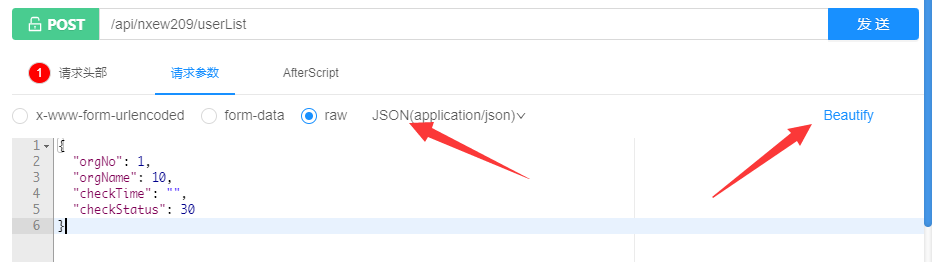 POST /api/nxew209/userList 发 送
1 请求头部 请求参数 AfterScript
x-www-form-urlencoded form-data raw JSON(application/json) Beautify
1 {
2 "orgNo": 1,
3 "orgName": 10,
4 "checkTime": "",
5 "checkStatus": 30
6 }